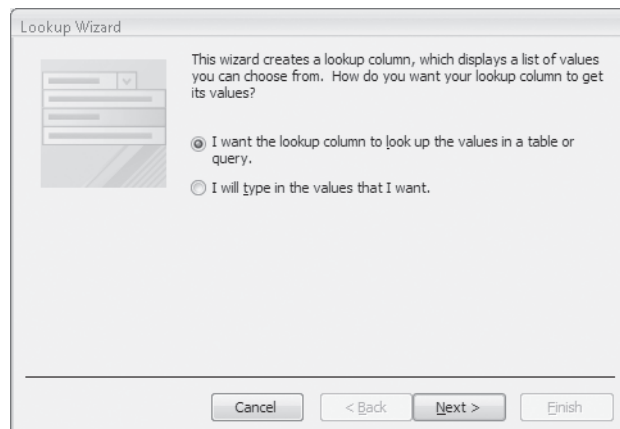 Lookup Wizard
This wizard creates a lookup column, which displays a list of values
you can choose from.  How do you want your lookup column to get
its values?
I want the lookup column to look up the values in a table or
query.
I will type in the values that I want.
Cancel
< Back
Next >
Finish